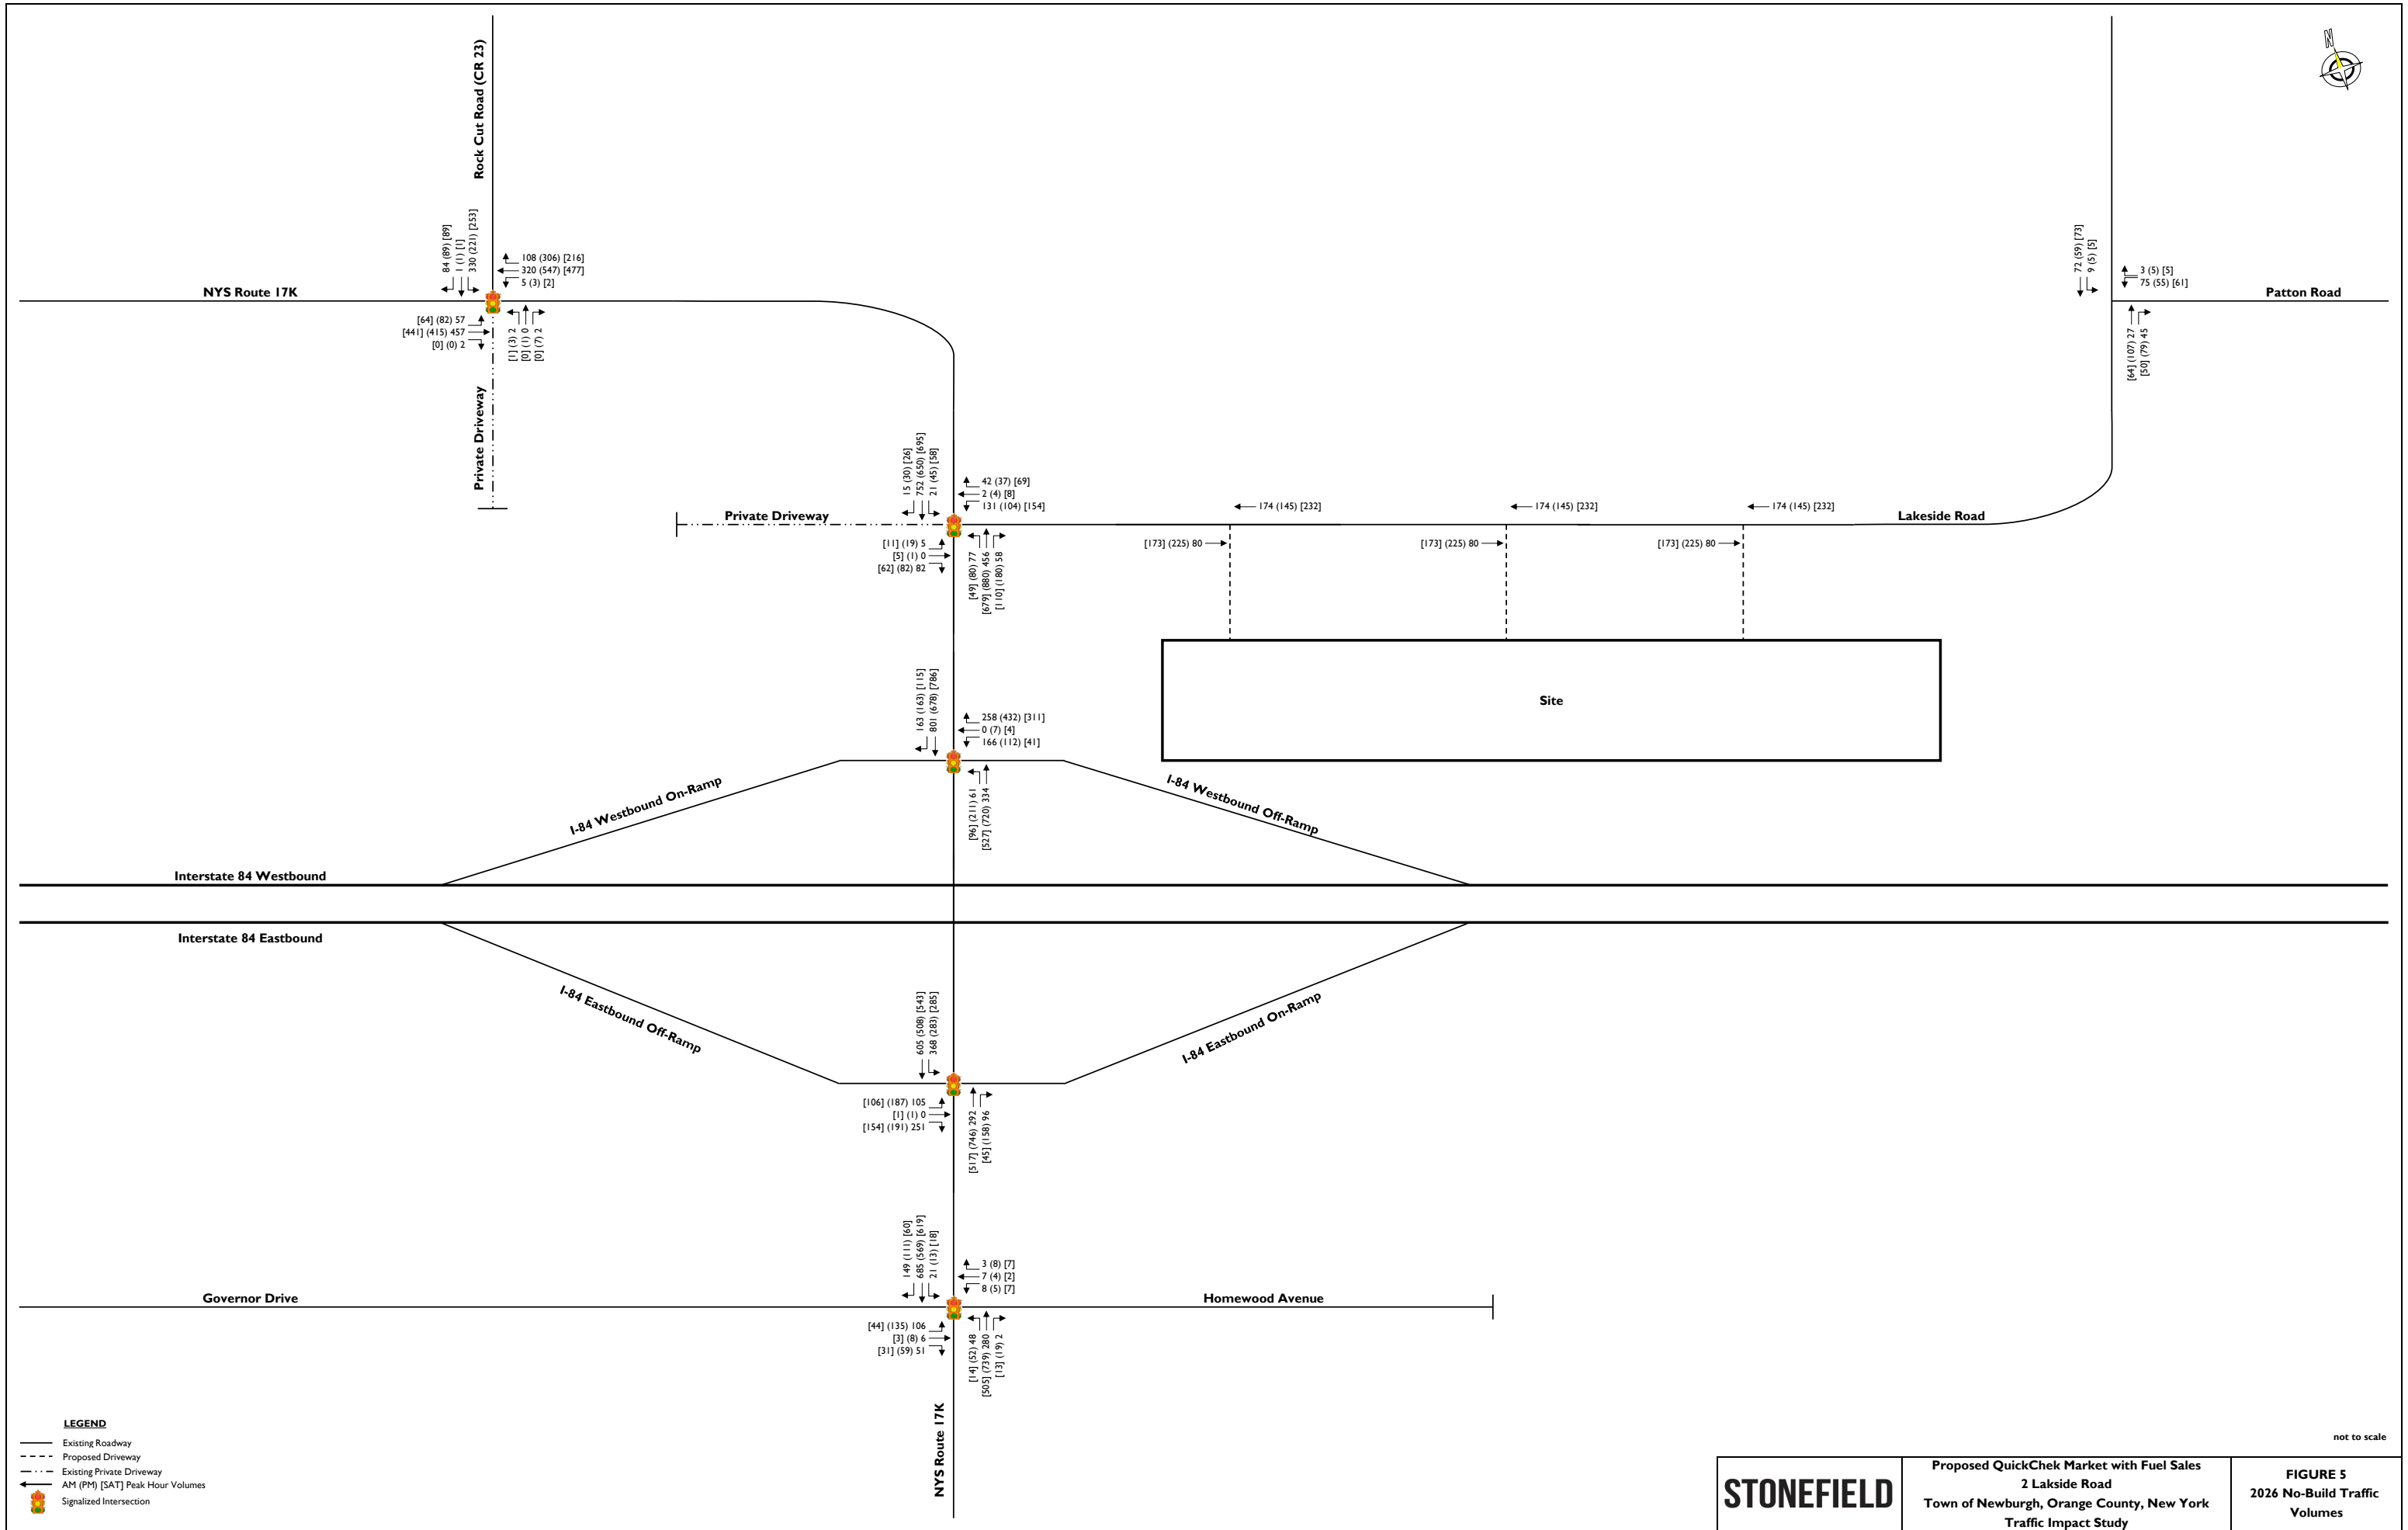 N
Rock Cut Road (CR 23)
84 (89) [89]
1 (1) [1]
330 (221) [253]
108 (306) [216]
320 (547) [477]
5 (3) [2]
NYS Route 17K
[64] (82) 57
[441] (415) 457
[0] (0) 2
[1] (3) 2
[0] (1) 0
[0] (7) 2
Private Driveway
72 (59) [73]
9 (5) [5]
3 (5) [5]
75 (55) [61]
Patton Road
[64] (107) 27
[50] (79) 45
15 (30) [26]
752 (650) [695]
21 (45) [58]
42 (37) [69]
2 (4) [8]
131 (104) [154]
Private Driveway
174 (145) [232]
174 (145) [232]
174 (145) [232]
Lakeside Road
[11] (19) 5
[5] (1) 0
[62] (82) 82
[49] (80) 77
[679] (880) 456
[110] (180) 58
[173] (225) 80
[173] (225) 80
[173] (225) 80
Site
163 (163) [115]
801 (678) [786]
258 (432) [311]
0 (7) [4]
166 (112) [41]
[96] (211) 61
[527] (720) 334
I-84 Westbound On-Ramp
I-84 Westbound Off-Ramp
Interstate 84 Westbound
Interstate 84 Eastbound
I-84 Eastbound Off-Ramp
I-84 Eastbound On-Ramp
605 (508) [543]
368 (283) [285]
[106] (187) 105
[1] (1) 0
[154] (191) 251
[517] (746) 292
[45] (158) 96
149 (111) [60]
685 (569) [619]
21 (13) [18]
3 (8) [7]
7 (4) [2]
8 (5) [7]
Governor Drive
Homewood Avenue
[44] (135) 106
[3] (8) 6
[31] (59) 51
[14] (52) 48
[505] (739) 280
[13] (19) 2
NYS Route 17K
LEGEND
Existing Roadway
Proposed Driveway
Existing Private Driveway
AM (PM) [SAT] Peak Hour Volumes
Signalized Intersection
not to scale
STONEFIELD
Proposed QuickChek Market with Fuel Sales
2 Lakside Road
Town of Newburgh, Orange County, New York
Traffic Impact Study
FIGURE 5
2026 No-Build Traffic
Volumes